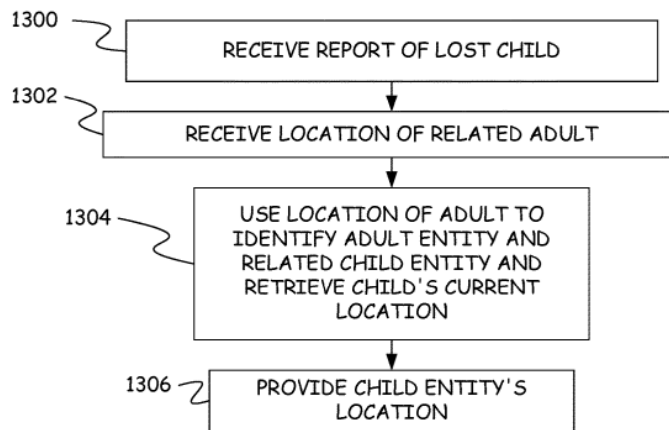 1300
RECEIVE REPORT OF LOST CHILD
1302
RECEIVE LOCATION OF RELATED ADULT
1304
USE LOCATION OF ADULT TO
IDENTIFY ADULT ENTITY AND
RELATED CHILD ENTITY AND
RETRIEVE CHILD'S CURRENT
LOCATION
1306
PROVIDE CHILD ENTITY'S
LOCATION